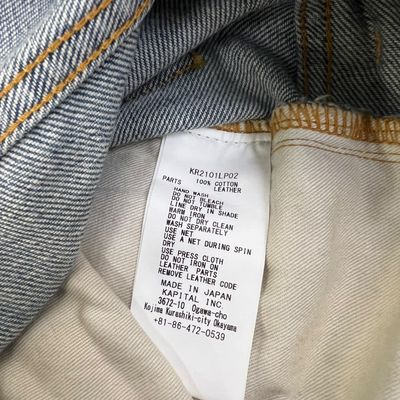 KR2101LP02
100% COTTON
PARTS LEATHER
HAND WASH
DO NOT BLEACH
DO NOT TUMBLE
LINE DRY IN SHADE
WARM IRON
DO NOT DRY CLEAN
WASH SEPARATELY
USE NET
USE A NET DURING SPIN
DRY
USE PRESS CLOTH
DO NOT IRON ON
LEATHER PARTS
REMOVE LEATHER CODE
MADE IN JAPAN
KAPITAL INC.
3672-10 Ogawa-cho
Kojima Kurashiki-city Okayama
+81-86-472-0539